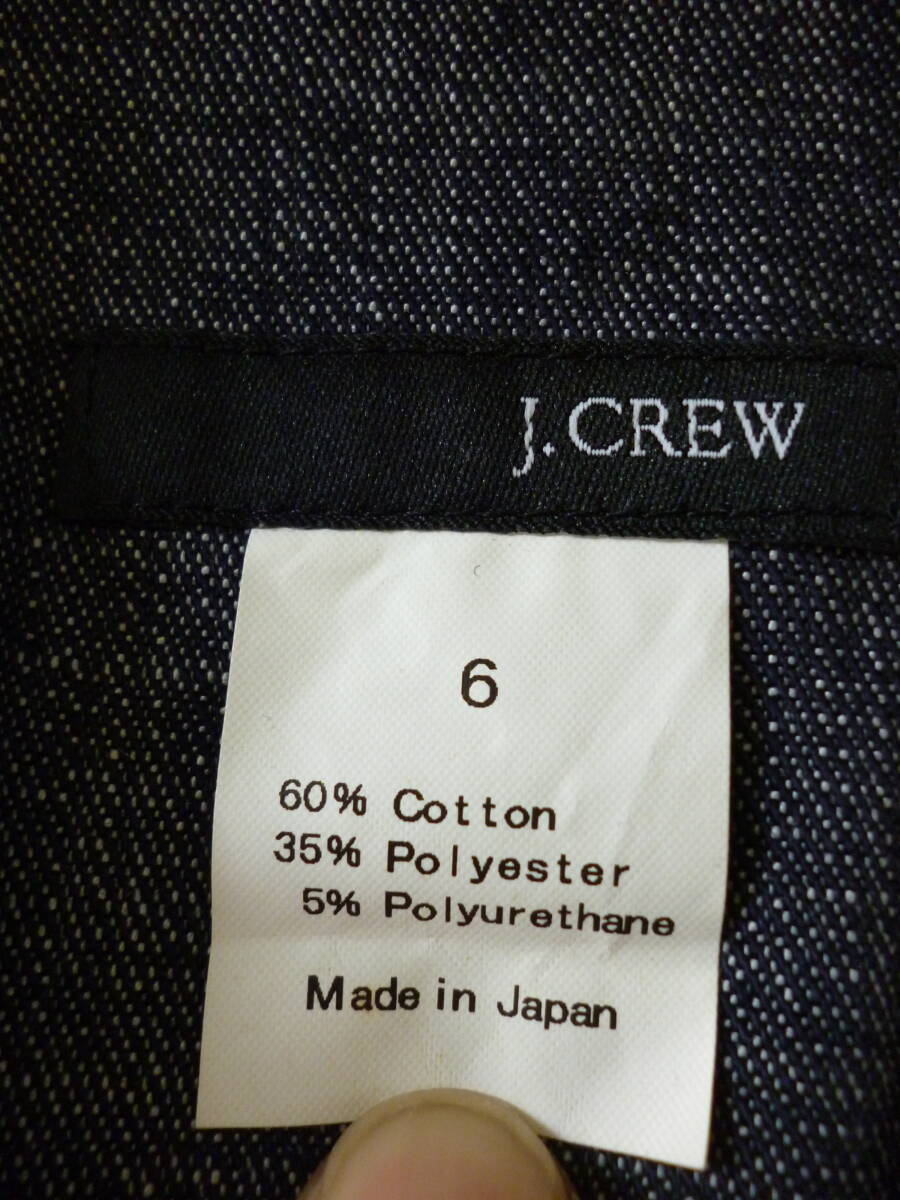 J.CREW
6
60% Cotton
35% Polyester
5% Polyurethane
Made in Japan